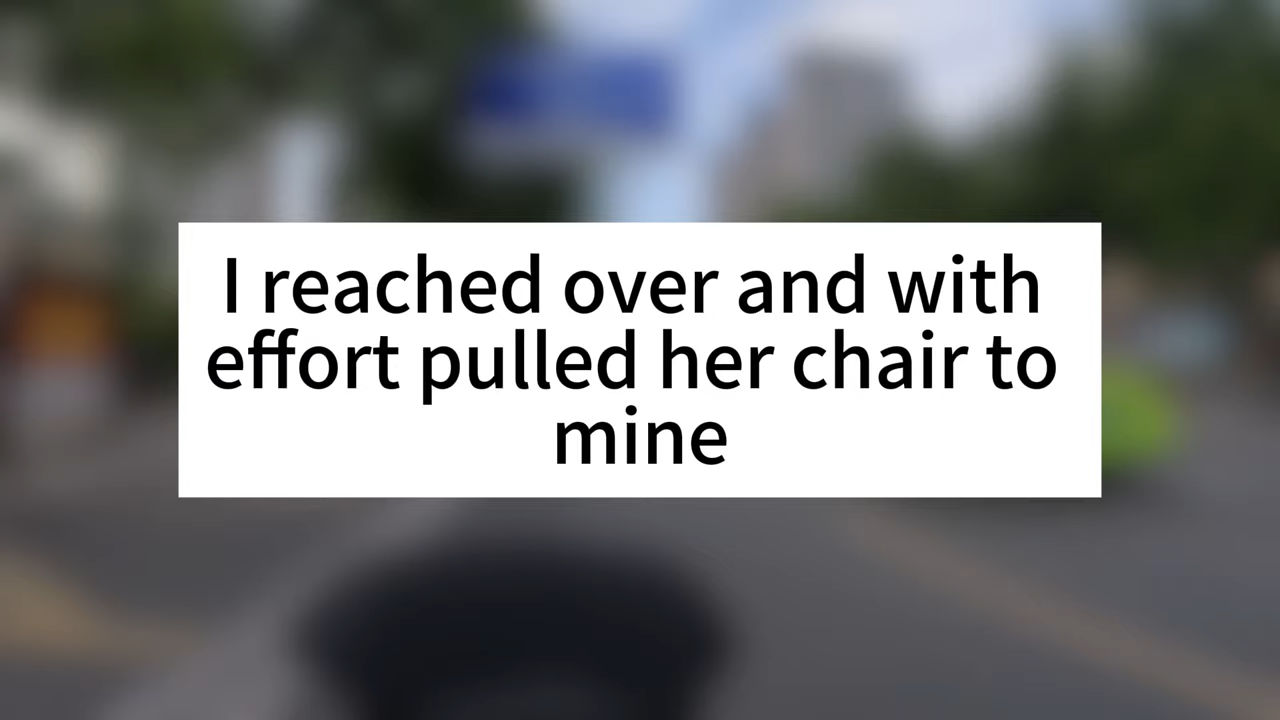 I reached over and with
effort pulled her chair to
mine